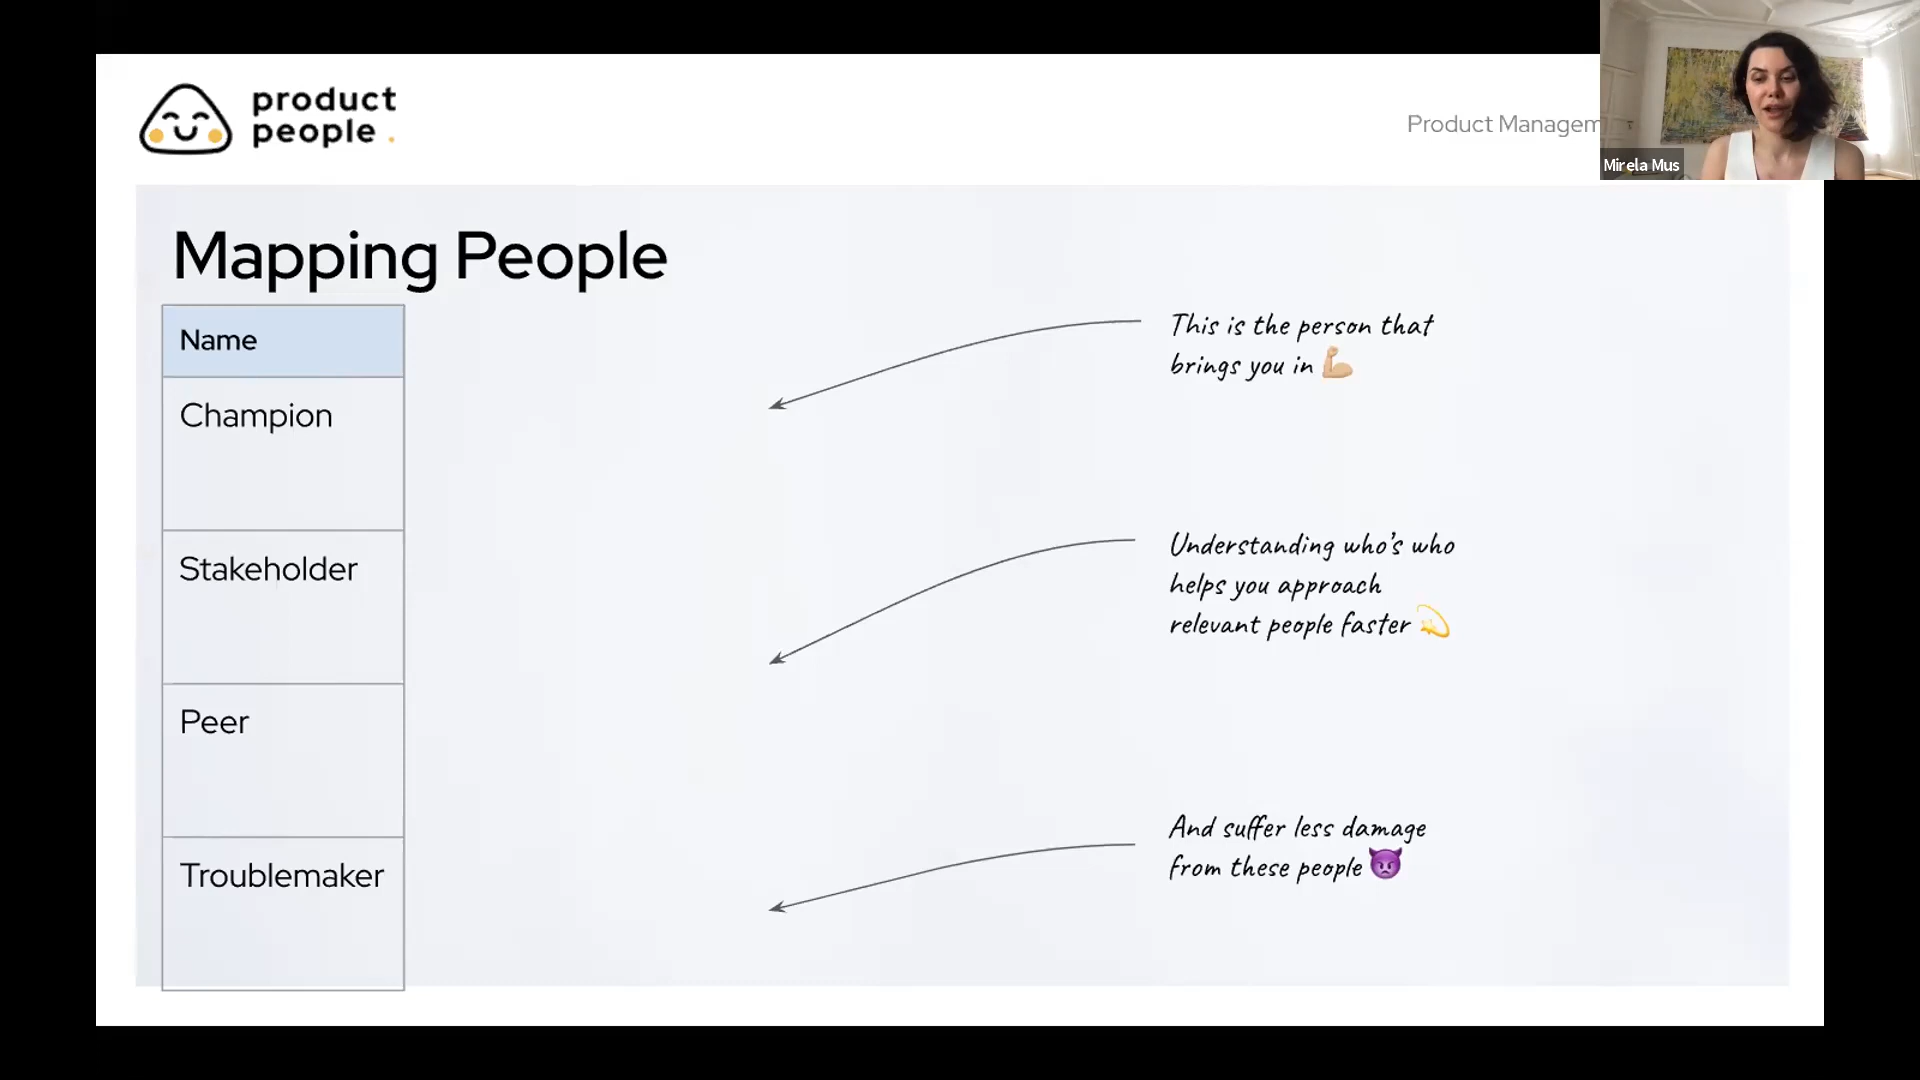 product
people.
Product Managem
Mirela Mus
Mapping People
Name
Champion
Stakeholder
Peer
Troublemaker
This is the person that
brings you in 💪🏼
Understanding who's who
helps you approach
relevant people faster 💫
And suffer less damage
from these people 👿